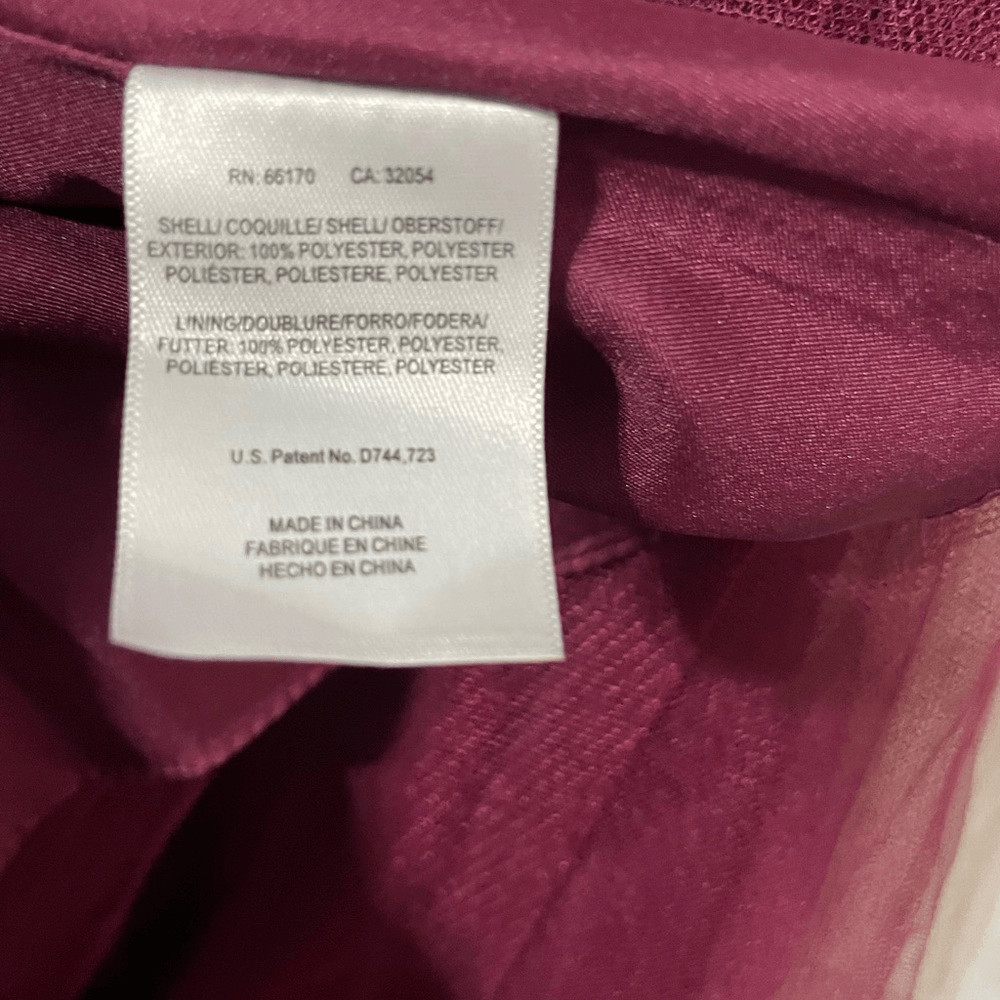 RN: 66170 CA: 32054
SHELL/ COQUILLE/ SHELL/ OBERSTOFF/
EXTERIOR: 100% POLYESTER, POLYESTER
POLIÉSTER, POLIESTERE, POLYESTER
LINING/DOUBLURE/FORRO/FODERA/
FUTTER: 100% POLYESTER, POLYESTER,
POLIÉSTER, POLIESTERE, POLYESTER
U.S. Patent No. D744,723
MADE IN CHINA
FABRIQUE EN CHINE
HECHO EN CHINA